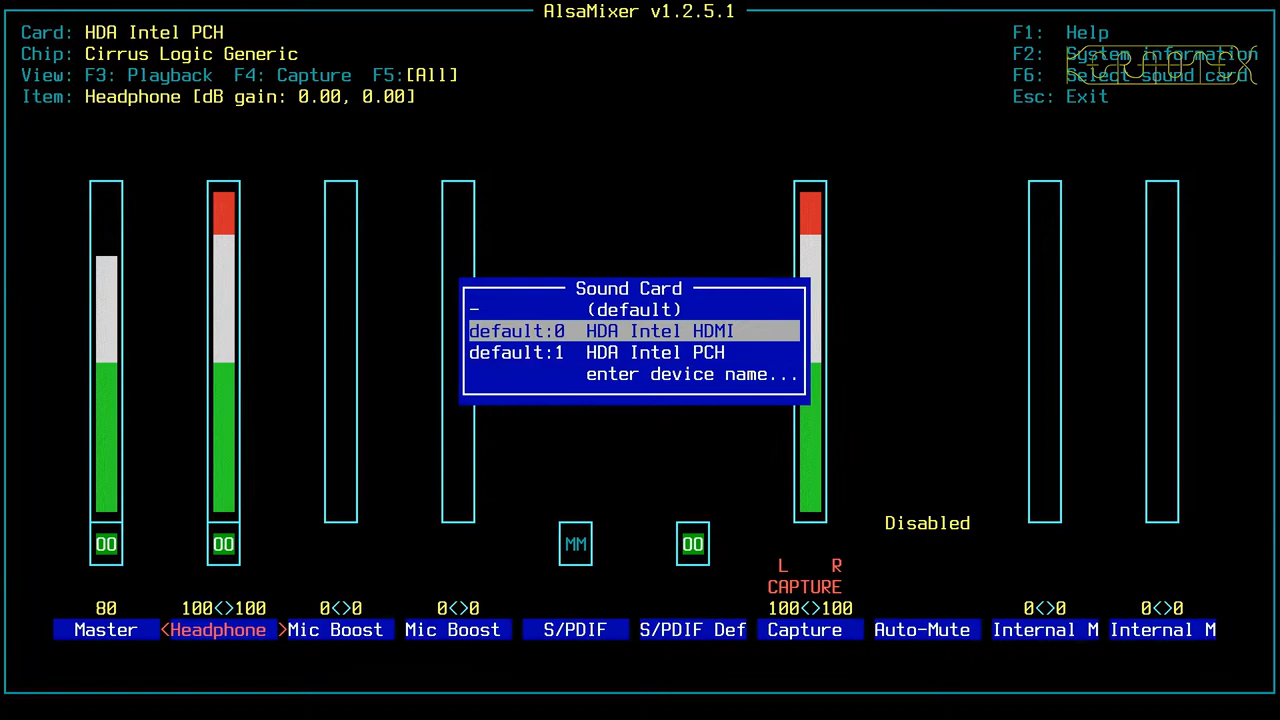 AlsaMixer v1.2.5.1
Card: HDA Intel PCH
F1: Help
Chip: Cirrus Logic Generic
F2: System information
View: F3: Playback F4: Capture F5:[All]
F6: Select sound card
Item: Headphone [dB gain: 0.00, 0.00]
Esc: Exit
Sound Card
- (default)
default:0 HDA Intel HDMI
default:1 HDA Intel PCH
enter device name...
Disabled
OO OO MM OO
L R
CAPTURE
80 100<>100 0<>0 0<>0 100<>100 0<>0 0<>0
Master <Headphone >Mic Boost Mic Boost S/PDIF S/PDIF Def Capture Auto-Mute Internal M Internal M